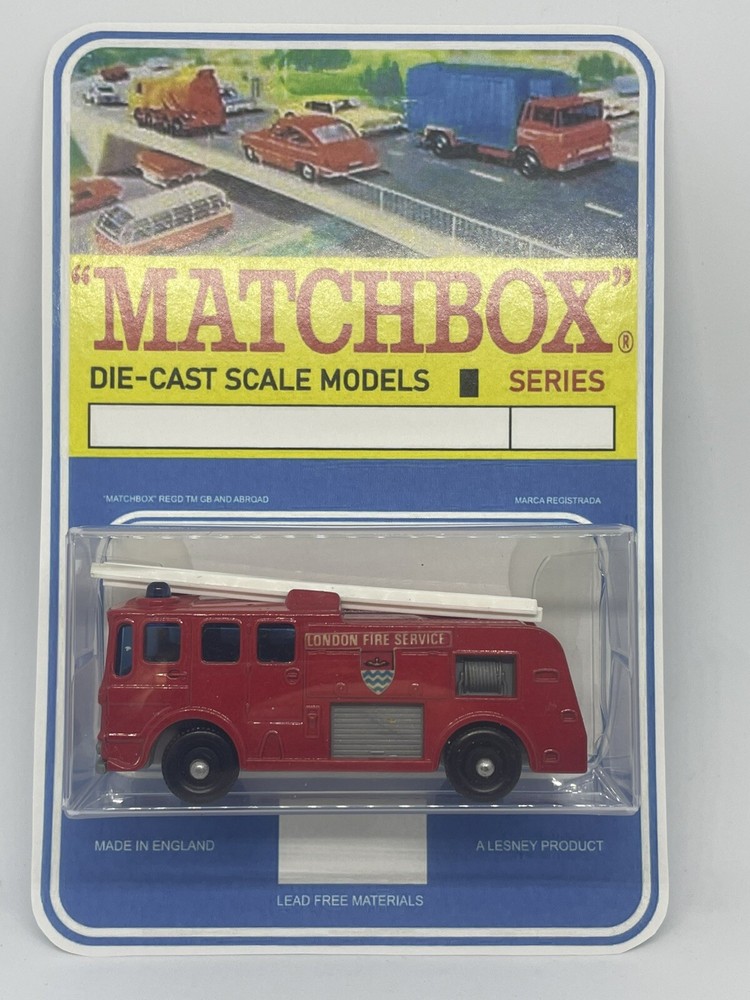 “MATCHBOX”®
DIE-CAST SCALE MODELS SERIES
"MATCHBOX" REGD TM GB AND ABROAD MARCA REGISTRADA
LONDON FIRE SERVICE
MADE IN ENGLAND A LESNEY PRODUCT
LEAD FREE MATERIALS